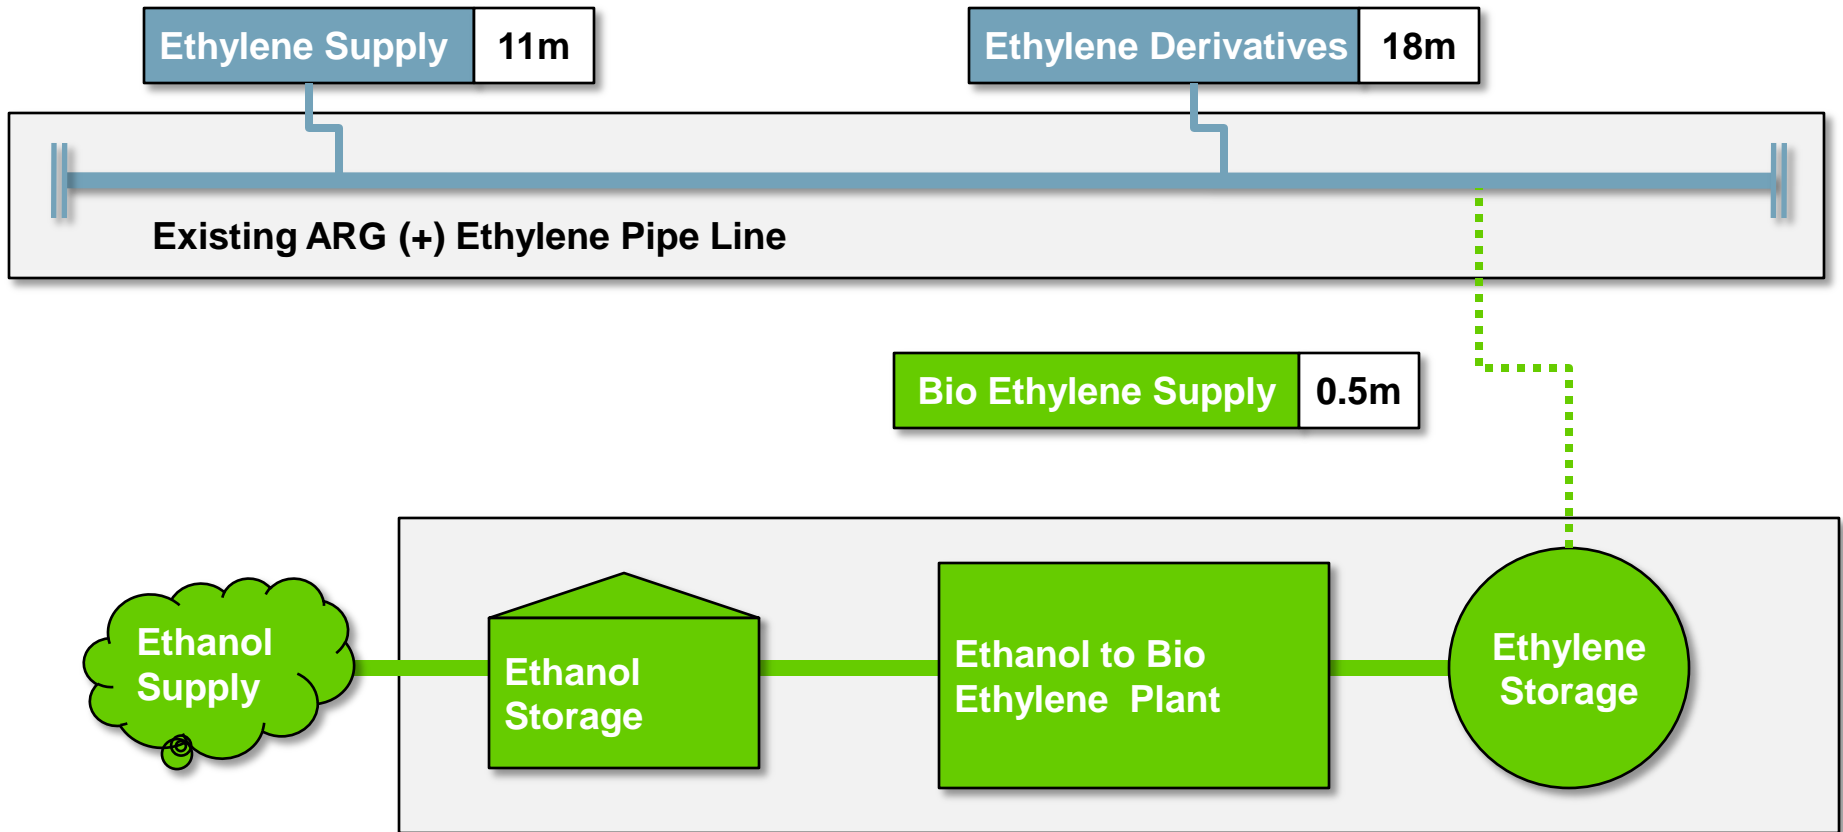 Ethylene Supply 11m
Ethylene Derivatives 18m
Existing ARG (+) Ethylene Pipe Line
Bio Ethylene Supply 0.5m
Ethanol
Supply
Ethanol
Storage
Ethanol to Bio
Ethylene Plant
Ethylene
Storage